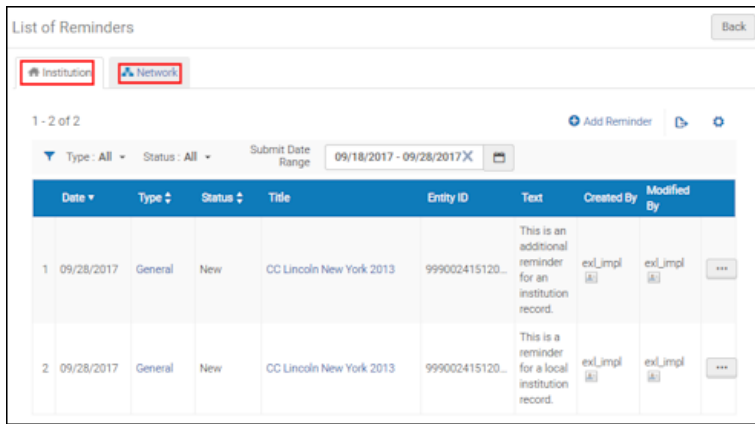 List of Reminders
Back
Institution
Network
1 - 2 of 2
Add Reminder
Type : All
Status : All
Submit Date
Range
09/18/2017 - 09/28/2017
Date
Type
Status
Title
Entity ID
Text
Created By
Modified
By
1 09/28/2017 General New CC Lincoln New York 2013 999002415120...
This is an
additional
reminder
for an
institution
record.
exl_impl
exl_impl
2 09/28/2017 General New CC Lincoln New York 2013 999002415120...
This is a
reminder
for a local
institution
record.
exl_impl
exl_impl